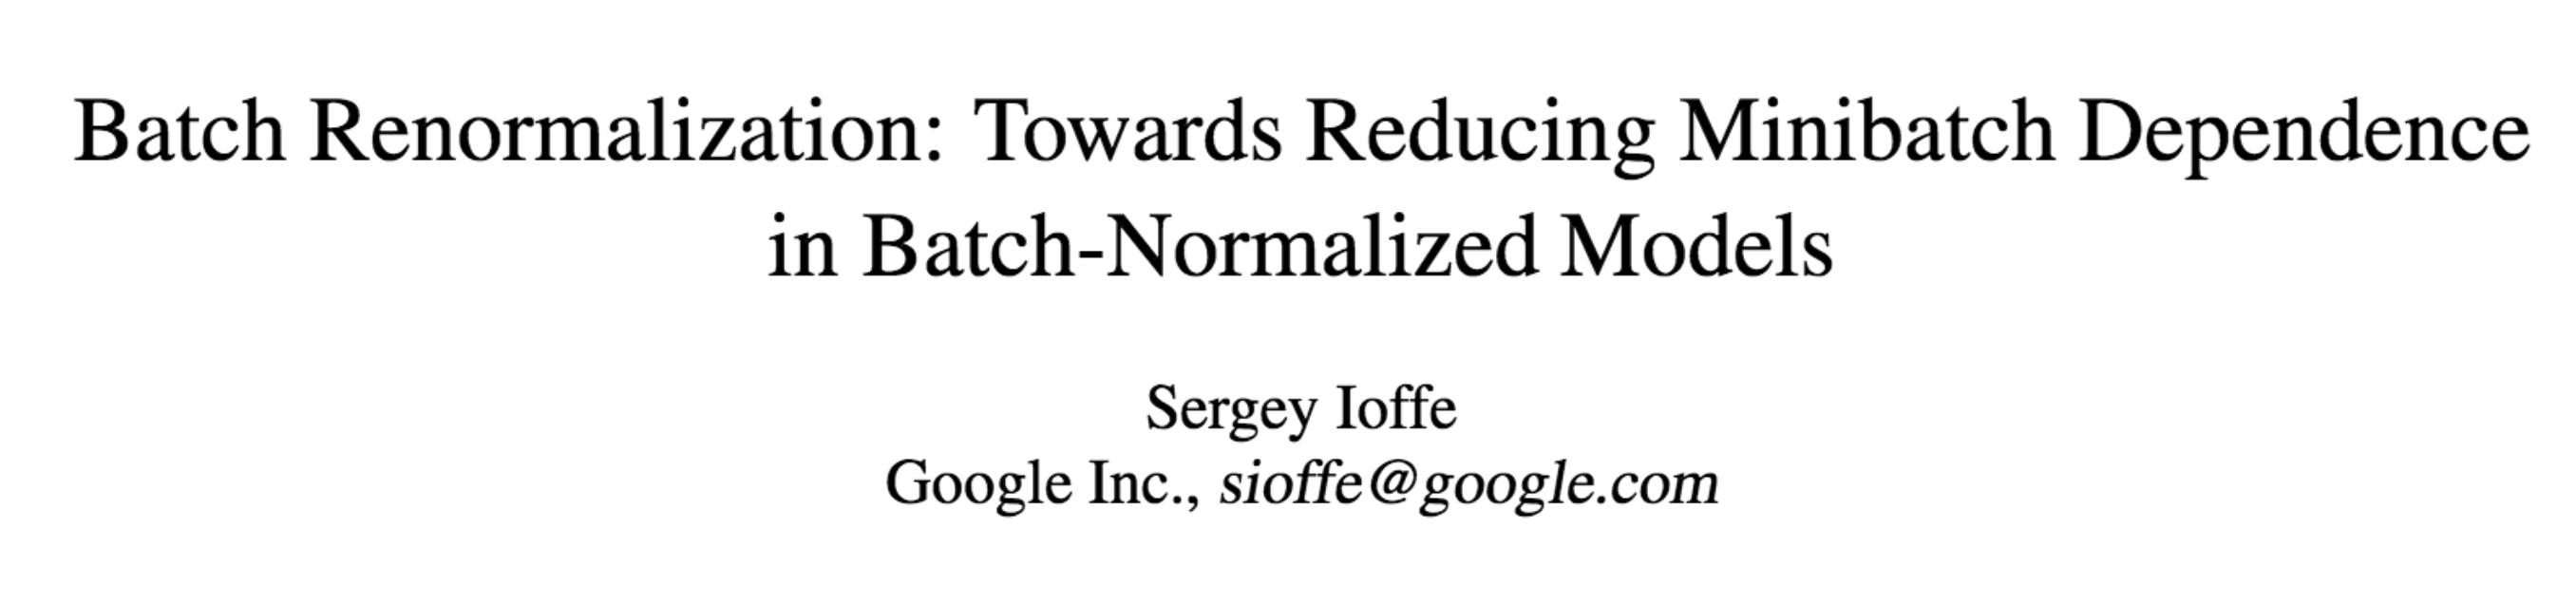 Batch Renormalization: Towards Reducing Minibatch Dependence
in Batch-Normalized Models
Sergey Ioffe
Google Inc., sioffe@google.com